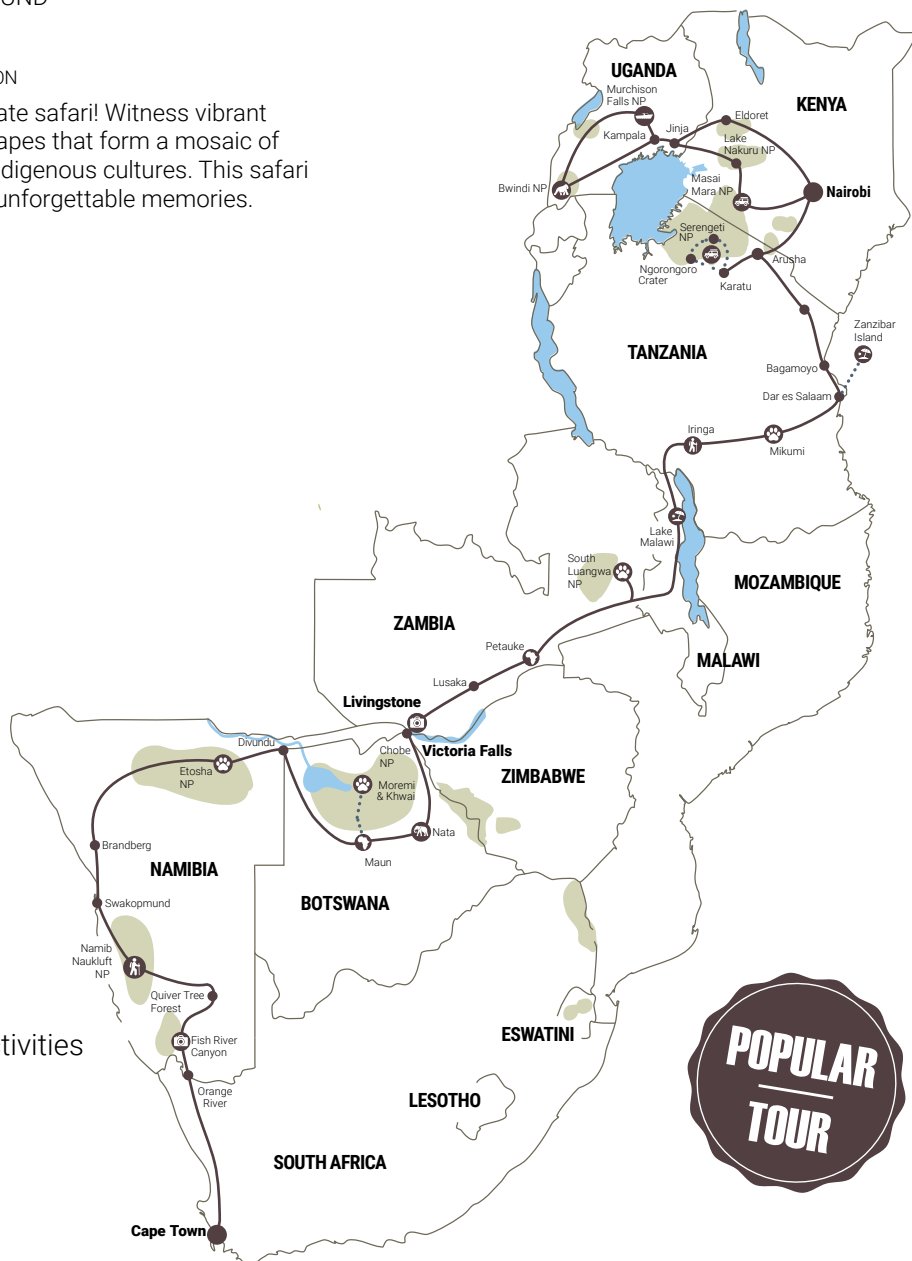 UND
ON
ate safari! Witness vibrant
apes that form a mosaic of
digenous cultures. This safari
unforgettable memories.
UGANDA
Murchison
Falls NP
KENYA
Eldoret
Kampala
Jinja
Lake
Nakuru NP
Bwindi NP
Masai
Mara NP
Nairobi
Serengeti
NP
Ngorongoro
Crater
Arusha
Karatu
Zanzibar
Island
TANZANIA
Bagamoyo
Dar es Salaam
Iringa
Mikumi
Lake
Malawi
South
Luangwa
NP
MOZAMBIQUE
ZAMBIA
Petauke
MALAWI
Lusaka
Livingstone
Divundu
Chobe
NP
Victoria Falls
Etosha
NP
Moremi
& Khwai
ZIMBABWE
Nata
Brandberg
Maun
NAMIBIA
BOTSWANA
Swakopmund
Namib
Naukluft
NP
Quiver Tree
Forest
tivities
Fish River
Canyon
ESWATINI
Orange
River
LESOTHO
SOUTH AFRICA
Cape Town
POPULAR
TOUR